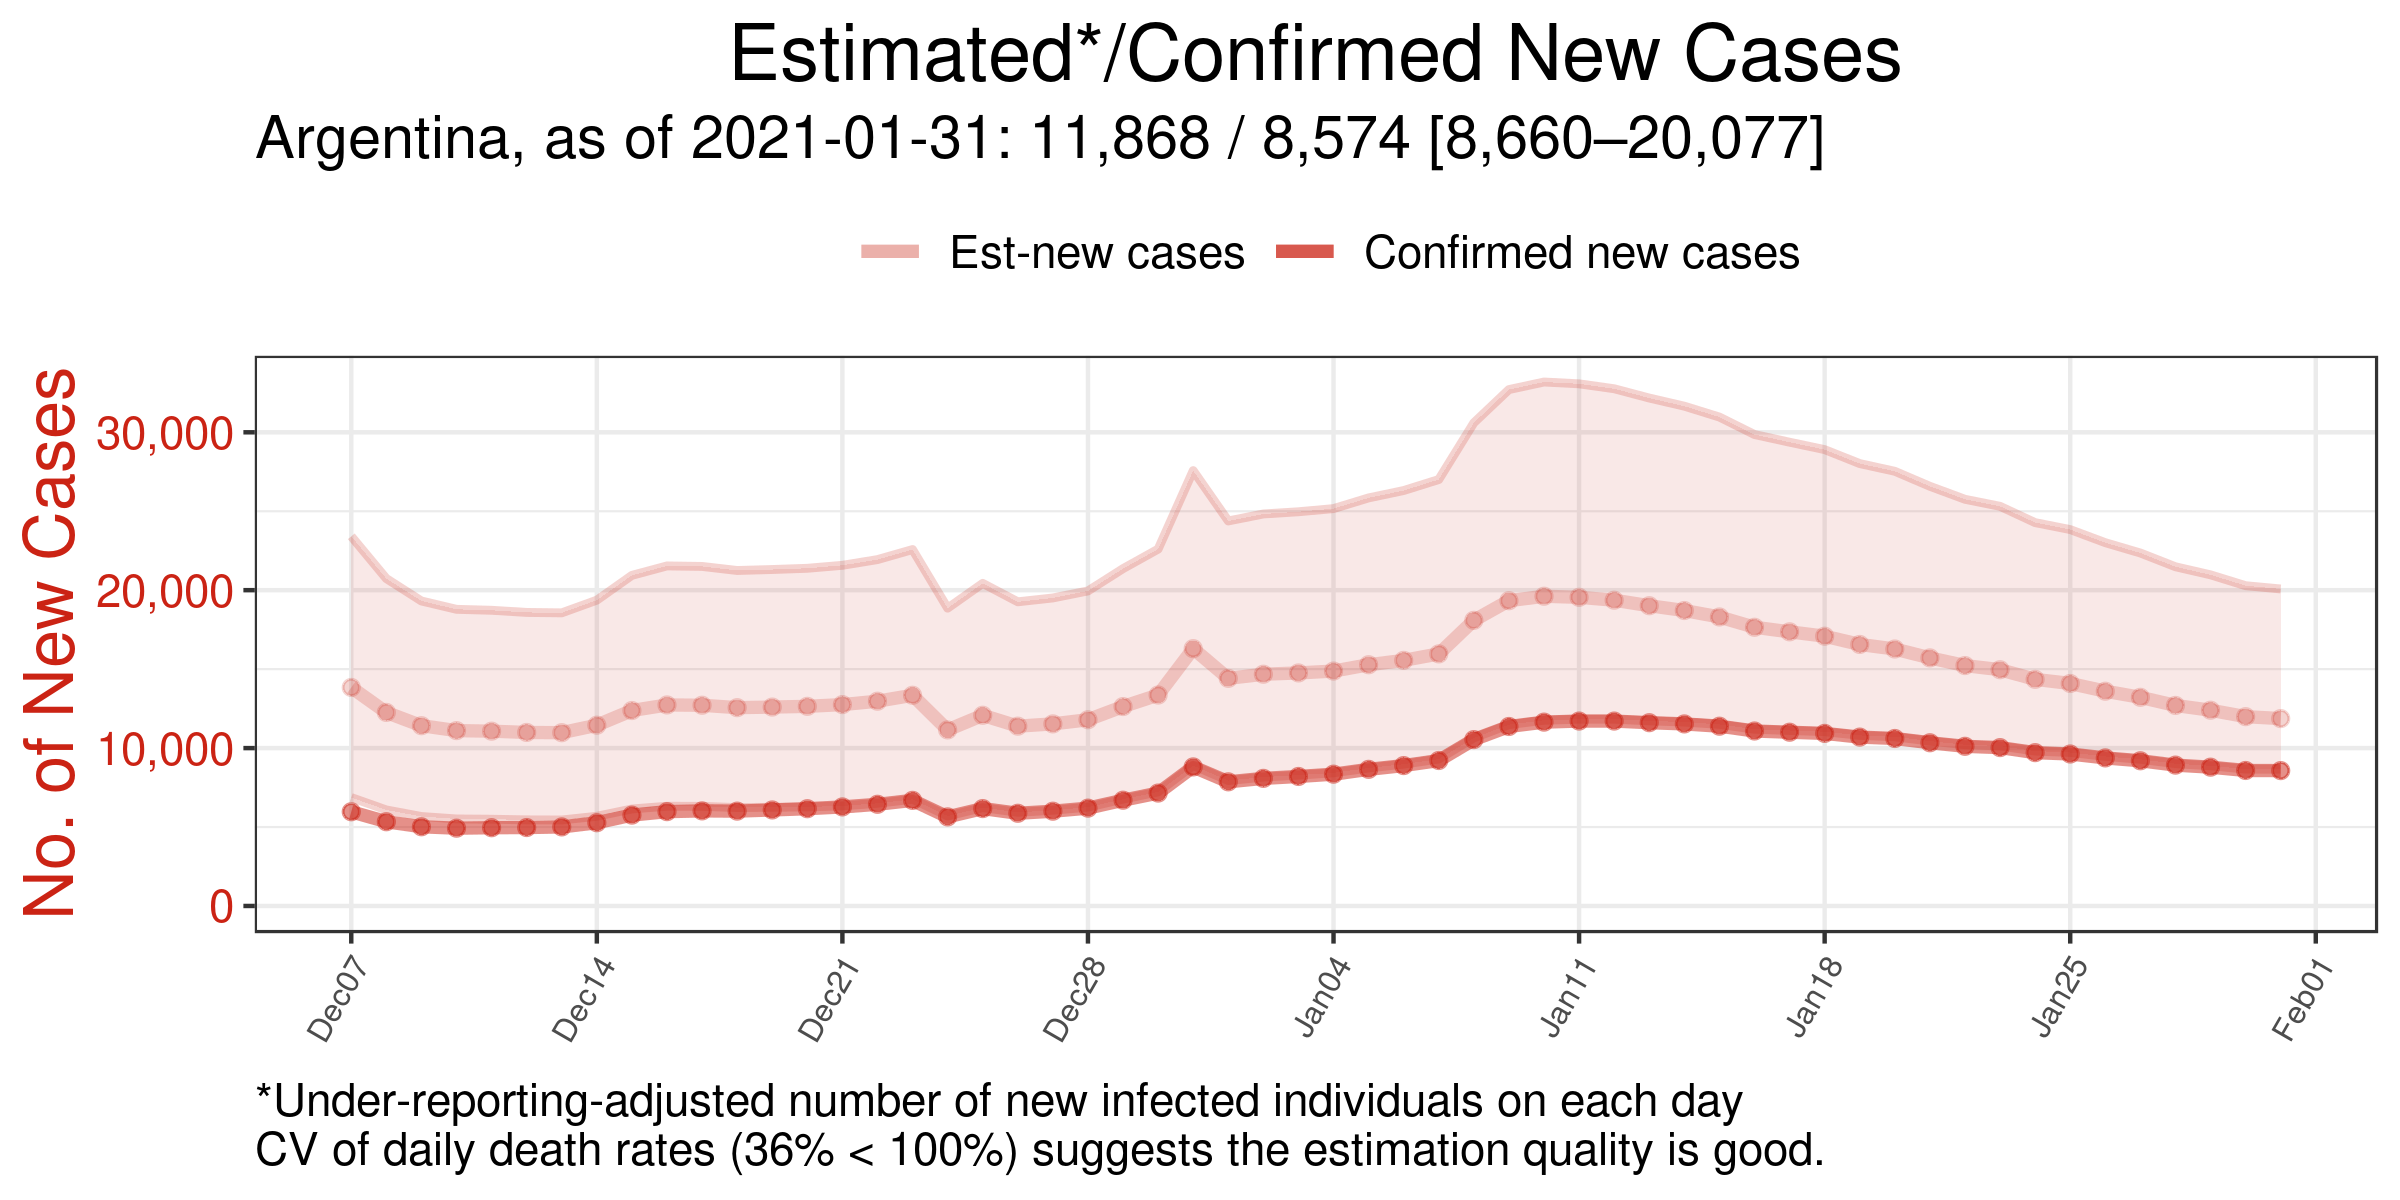 Estimated*/Confirmed New Cases
Argentina, as of 2021-01-31: 11,868 / 8,574 [8,660–20,077]
Est-new cases
Confirmed new cases
No. of New Cases
30,000
20,000
10,000
0
Dec07
Dec14
Dec21
Dec28
Jan04
Jan11
Jan18
Jan25
Feb01
*Under-reporting-adjusted number of new infected individuals on each day
CV of daily death rates (36% < 100%) suggests the estimation quality is good.